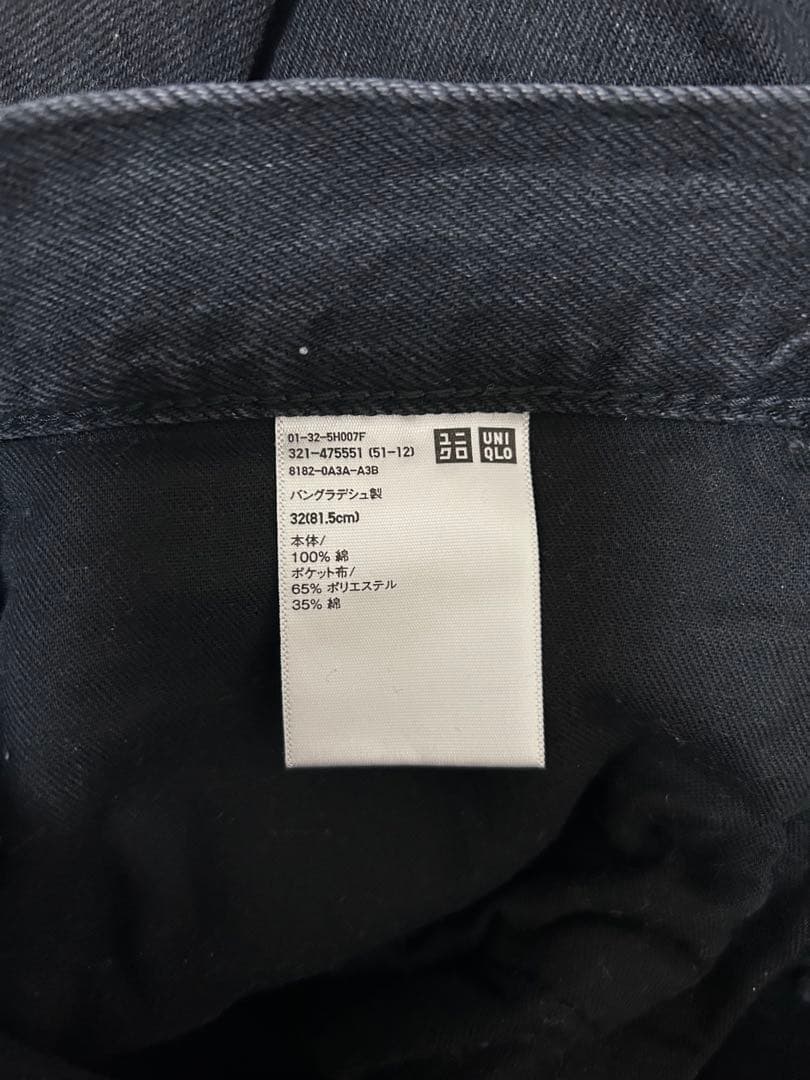 01-32-5H007F
321-475551 (51-12)
8182-0A3A-A3B
ユニ
クロ
UNI
QLO
バングラデシュ製
32(81.5cm)
本体/
100% 綿
ポケット布/
65% ポリエステル
35% 綿